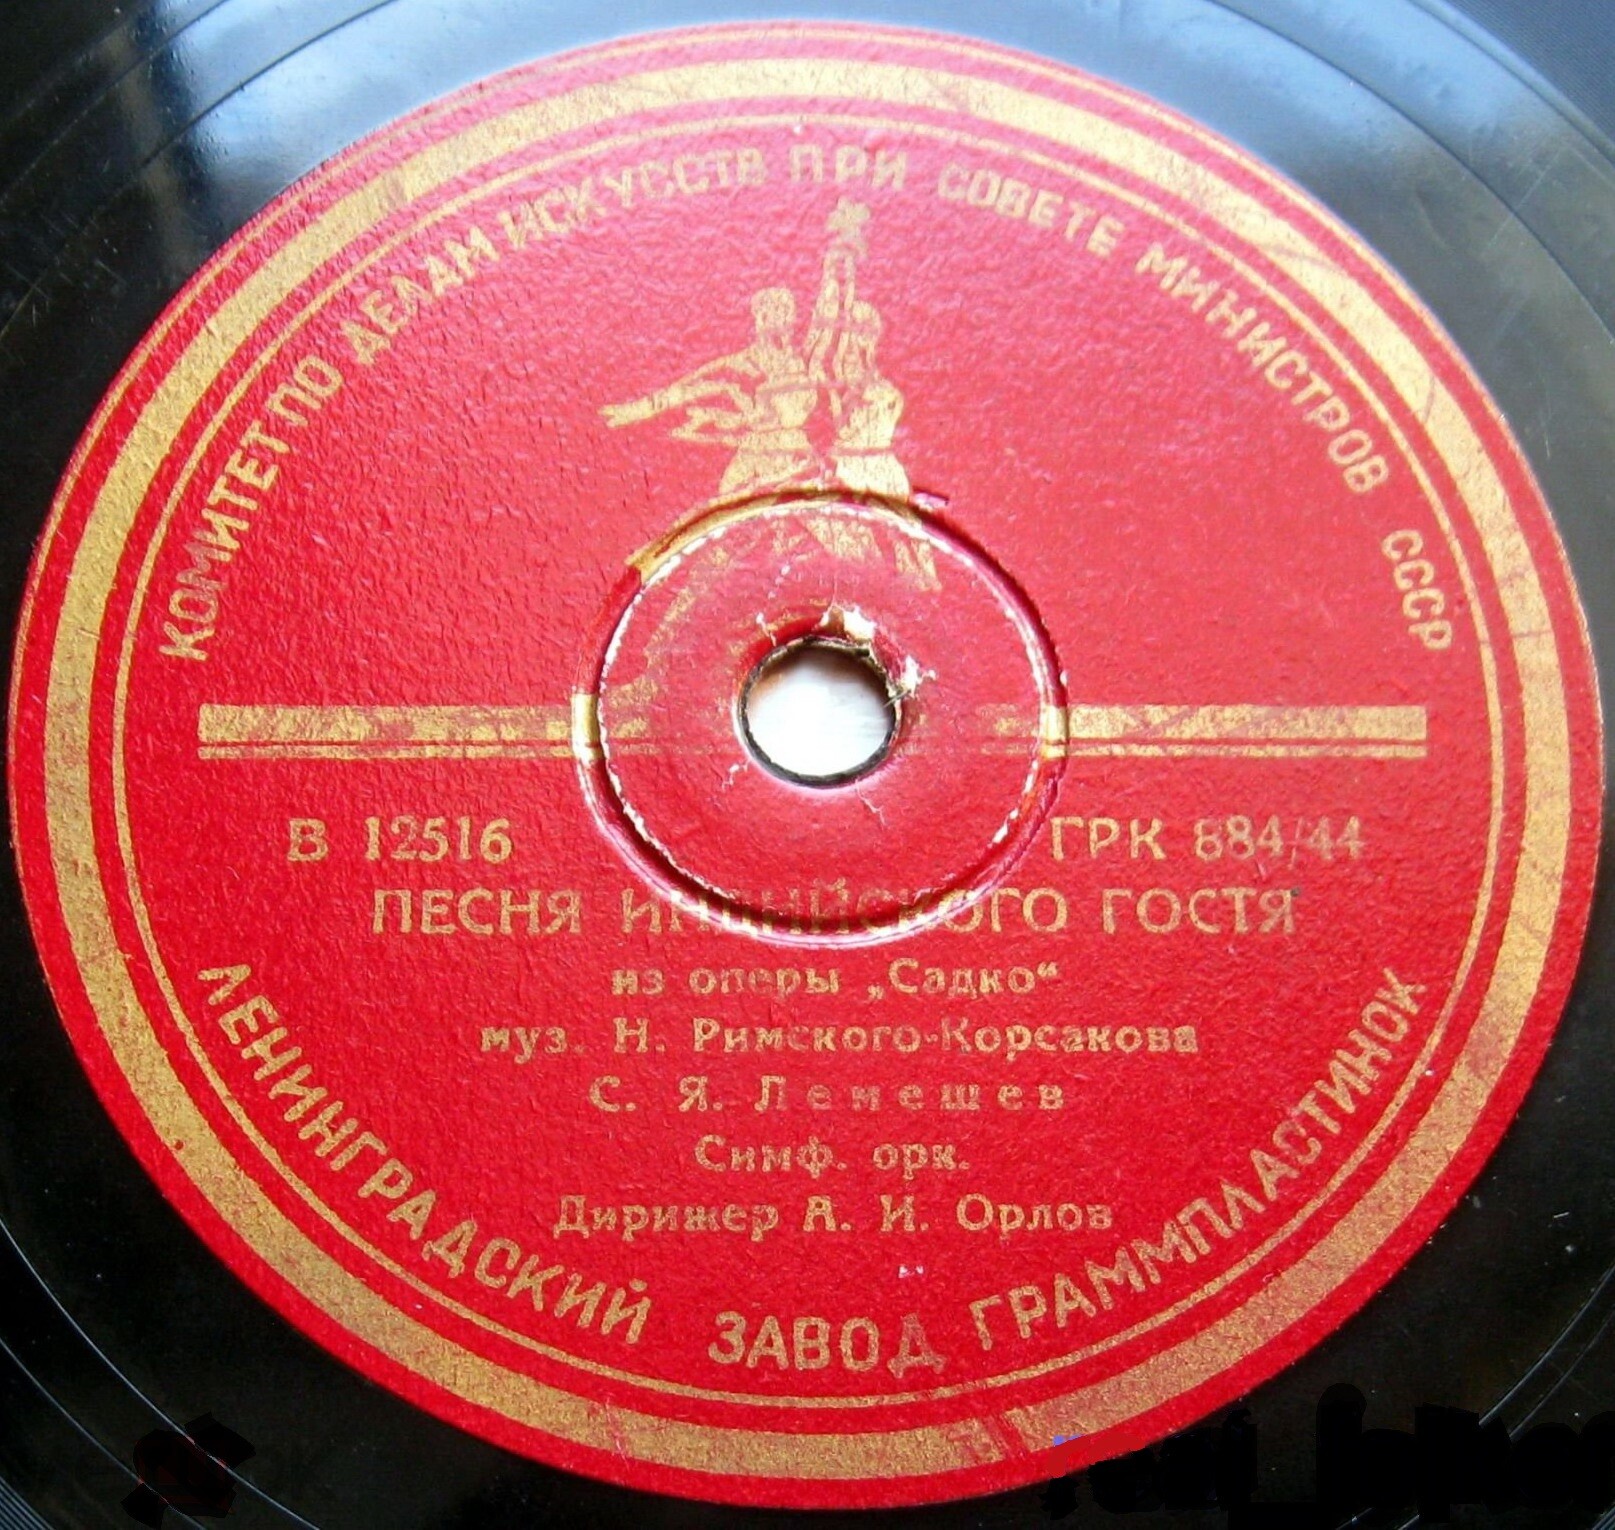 КОМИТЕТ ПО ДЕЛАМ ИСКУССТВ ПРИ СОВЕТЕ МИНИСТРОВ СССР
В 12516 ГРК 884/44
ПЕСНЯ ИНДИЙСКОГО ГОСТЯ
из оперы „Садко“
муз. Н. Римского-Корсакова
С. Я. Лемешев
Симф. орк.
Дирижер А. И. Орлов
ЛЕНИНГРАДСКИЙ ЗАВОД ГРАММПЛАСТИНОК